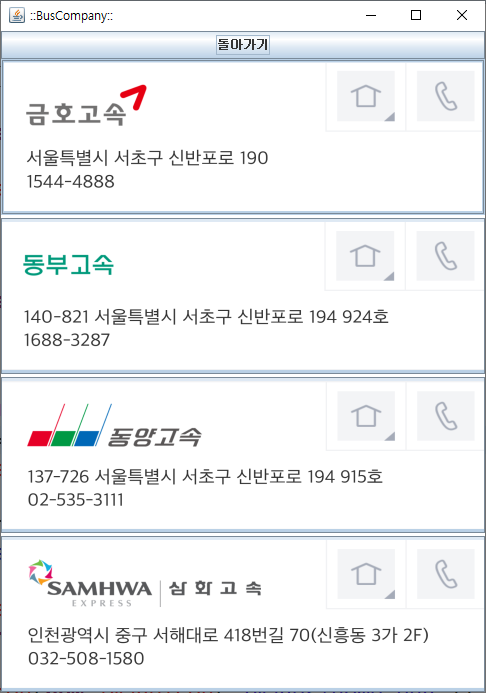 ::BusCompany::
돌아가기
금호고속
서울특별시 서초구 신반포로 190
1544-4888
동부고속
140-821 서울특별시 서초구 신반포로 194 924호
1688-3287
동양고속
137-726 서울특별시 서초구 신반포로 194 915호
02-535-3111
SAMHWA 삼화고속
EXPRESS
인천광역시 중구 서해대로 418번길 70(신흥동 3가 2F)
032-508-1580